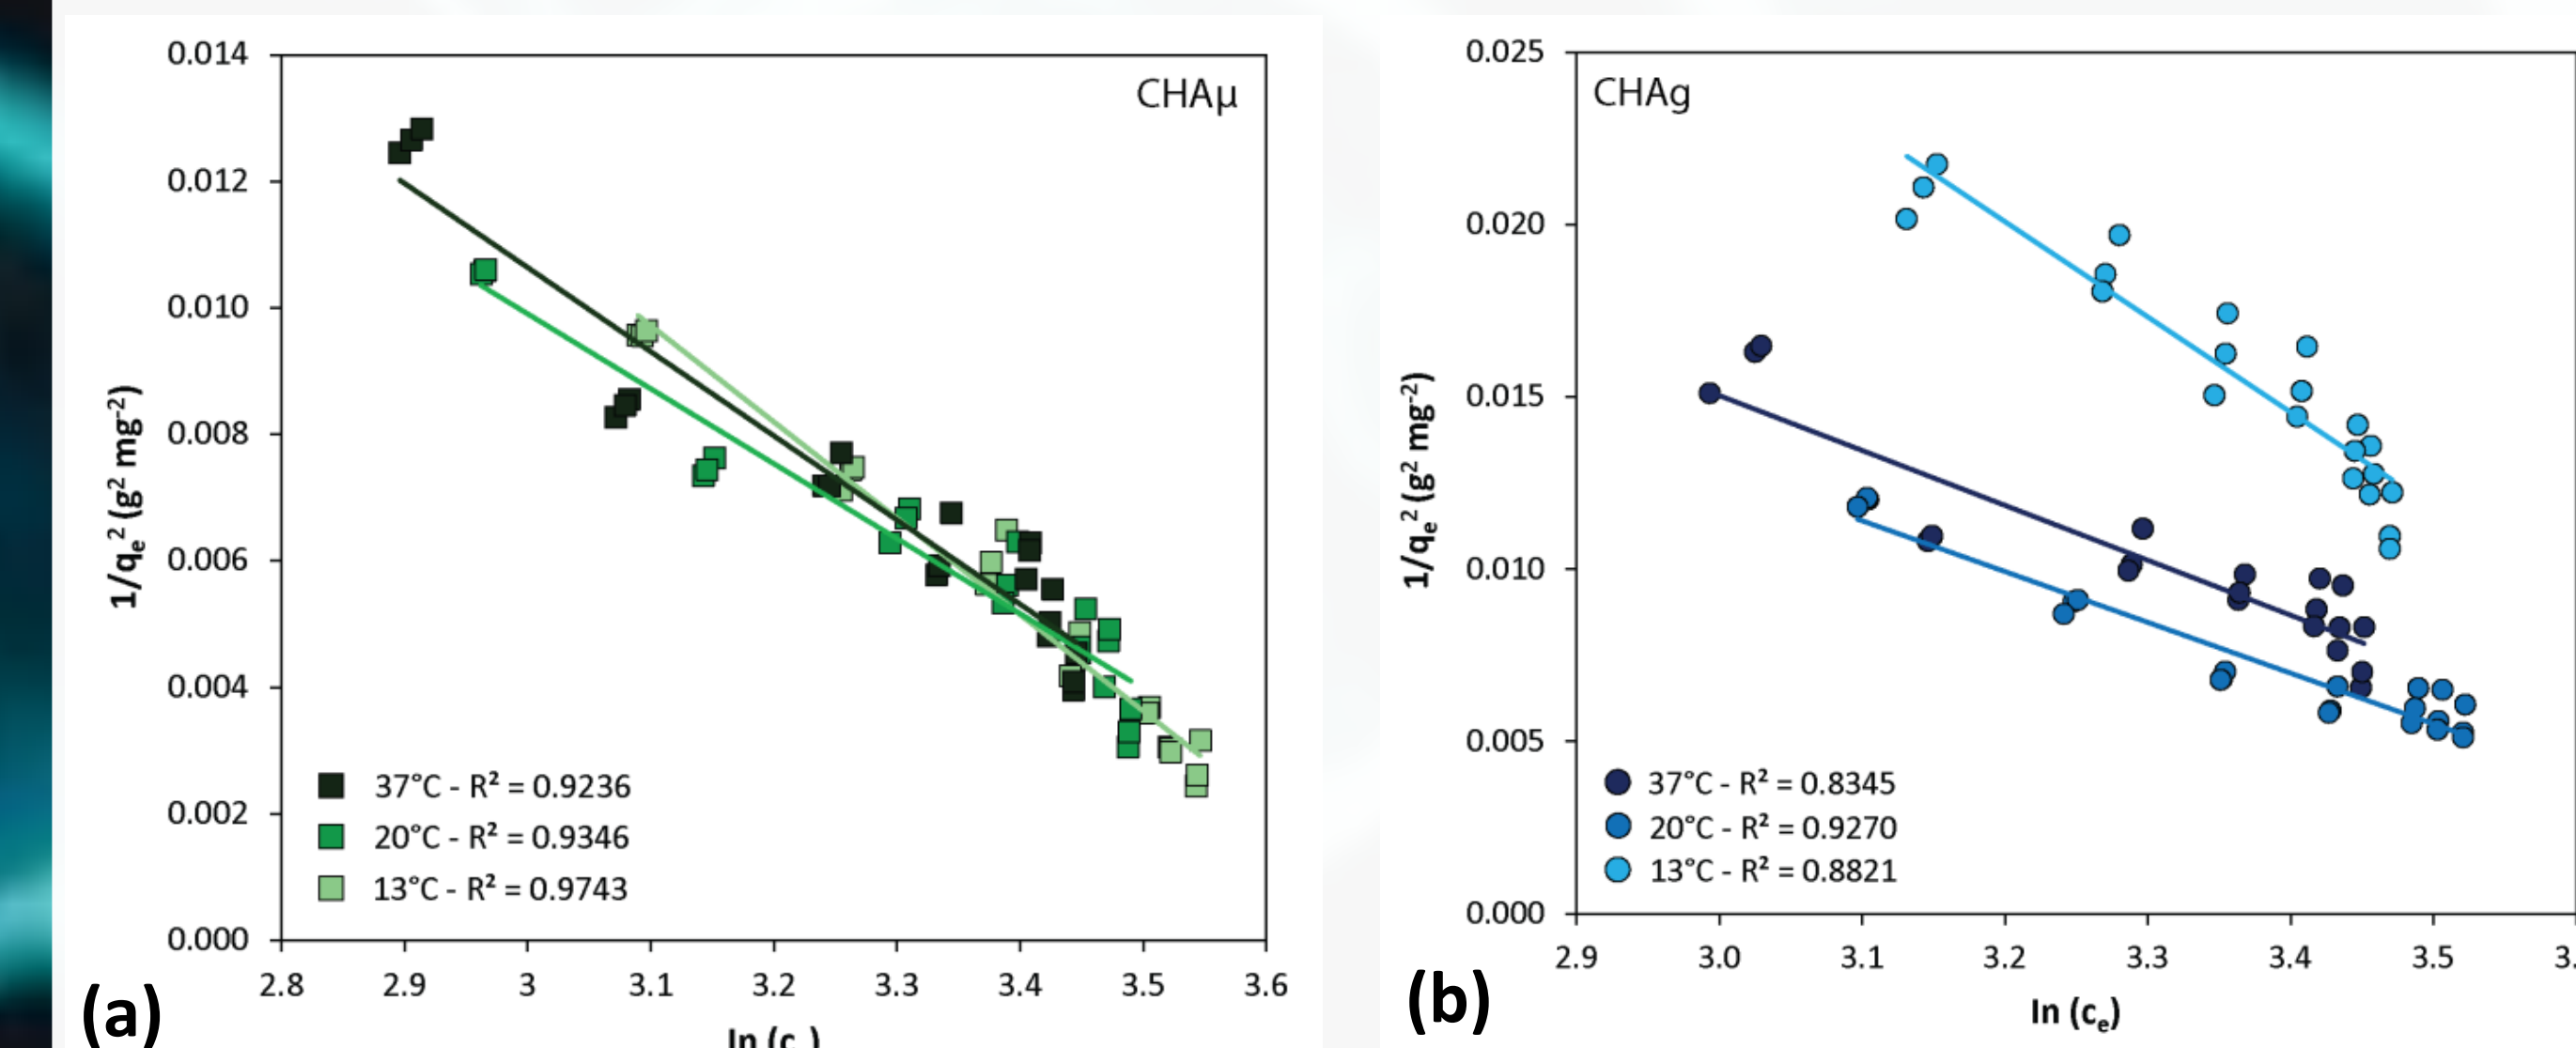 CHAμ
0.014
0.012
0.010
0.008
0.006
0.004
0.002
0.000
1/qe² (g² mg⁻²)
37°C - R² = 0.9236
20°C - R² = 0.9346
13°C - R² = 0.9743
2.8 2.9 3 3.1 3.2 3.3 3.4 3.5 3.6
(a)
ln (c
CHAg
0.025
0.020
0.015
0.010
0.005
0.000
1/qe² (g² mg⁻²)
37°C - R² = 0.8345
20°C - R² = 0.9270
13°C - R² = 0.8821
2.9 3.0 3.1 3.2 3.3 3.4 3.5
(b)
ln (ce)